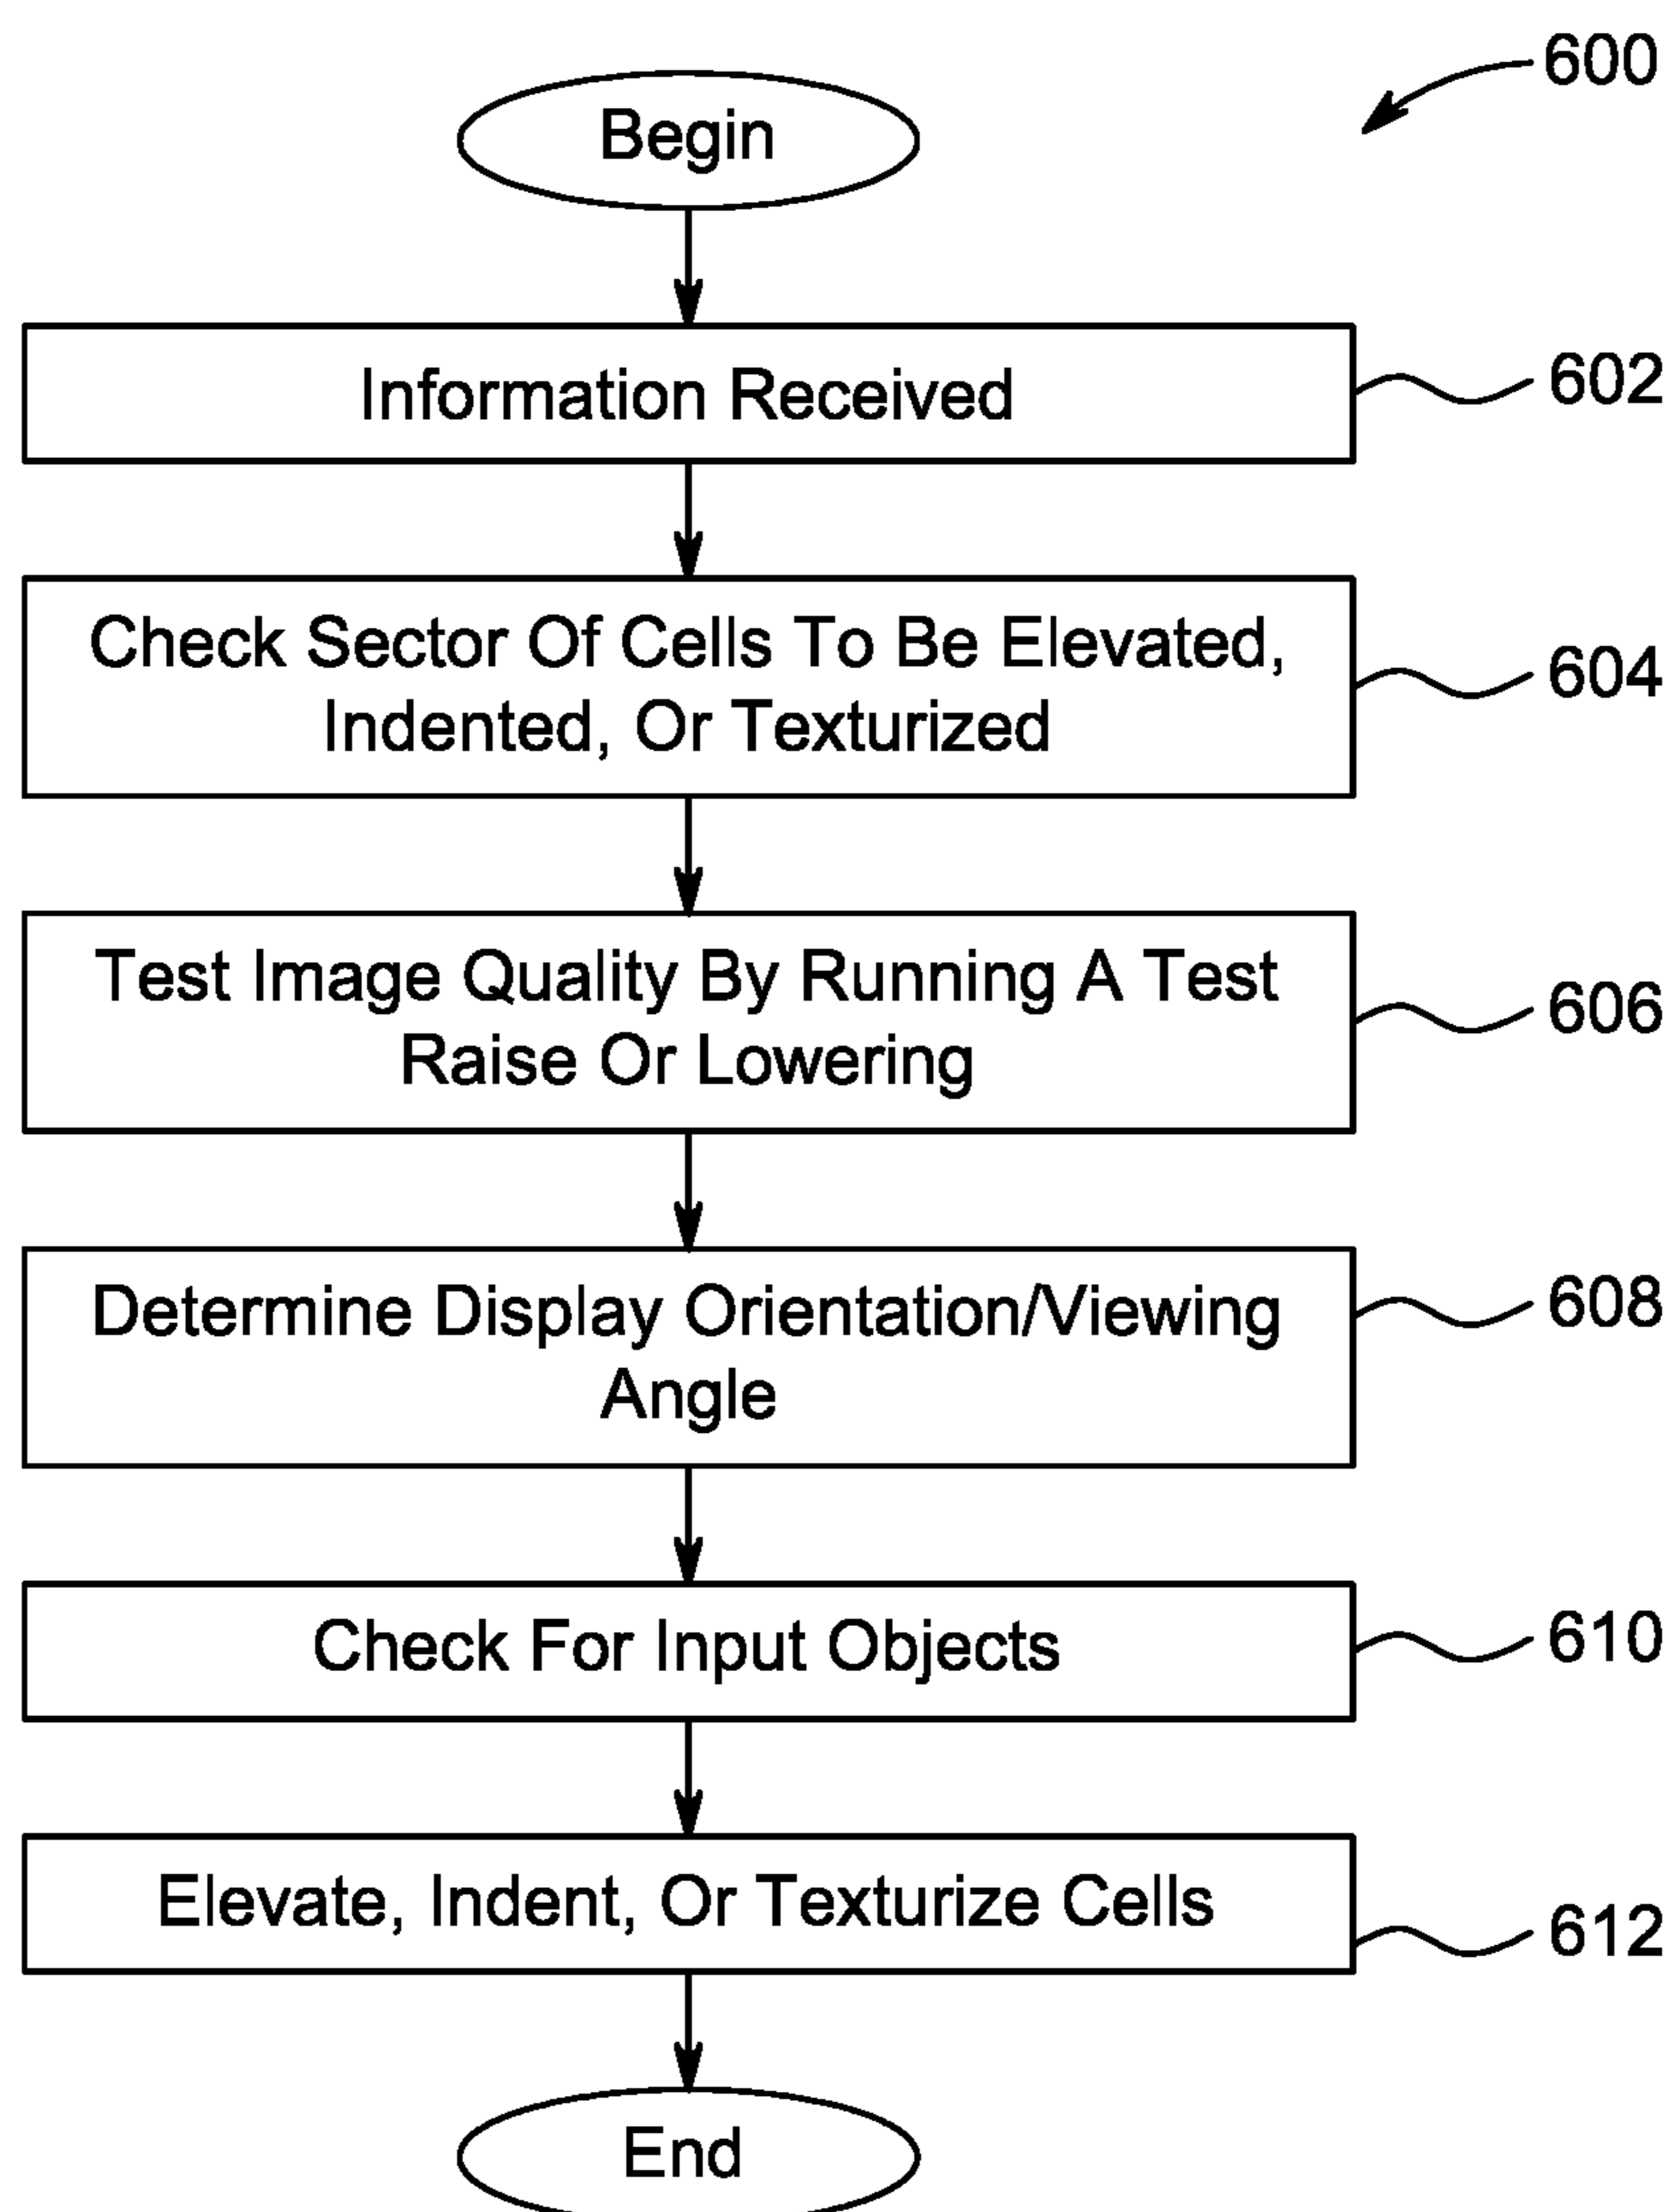 600
Begin
Information Received
602
Check Sector Of Cells To Be Elevated,
Indented, Or Texturized
604
Test Image Quality By Running A Test
Raise Or Lowering
606
Determine Display Orientation/Viewing
Angle
608
Check For Input Objects
610
Elevate, Indent, Or Texturize Cells
612
End